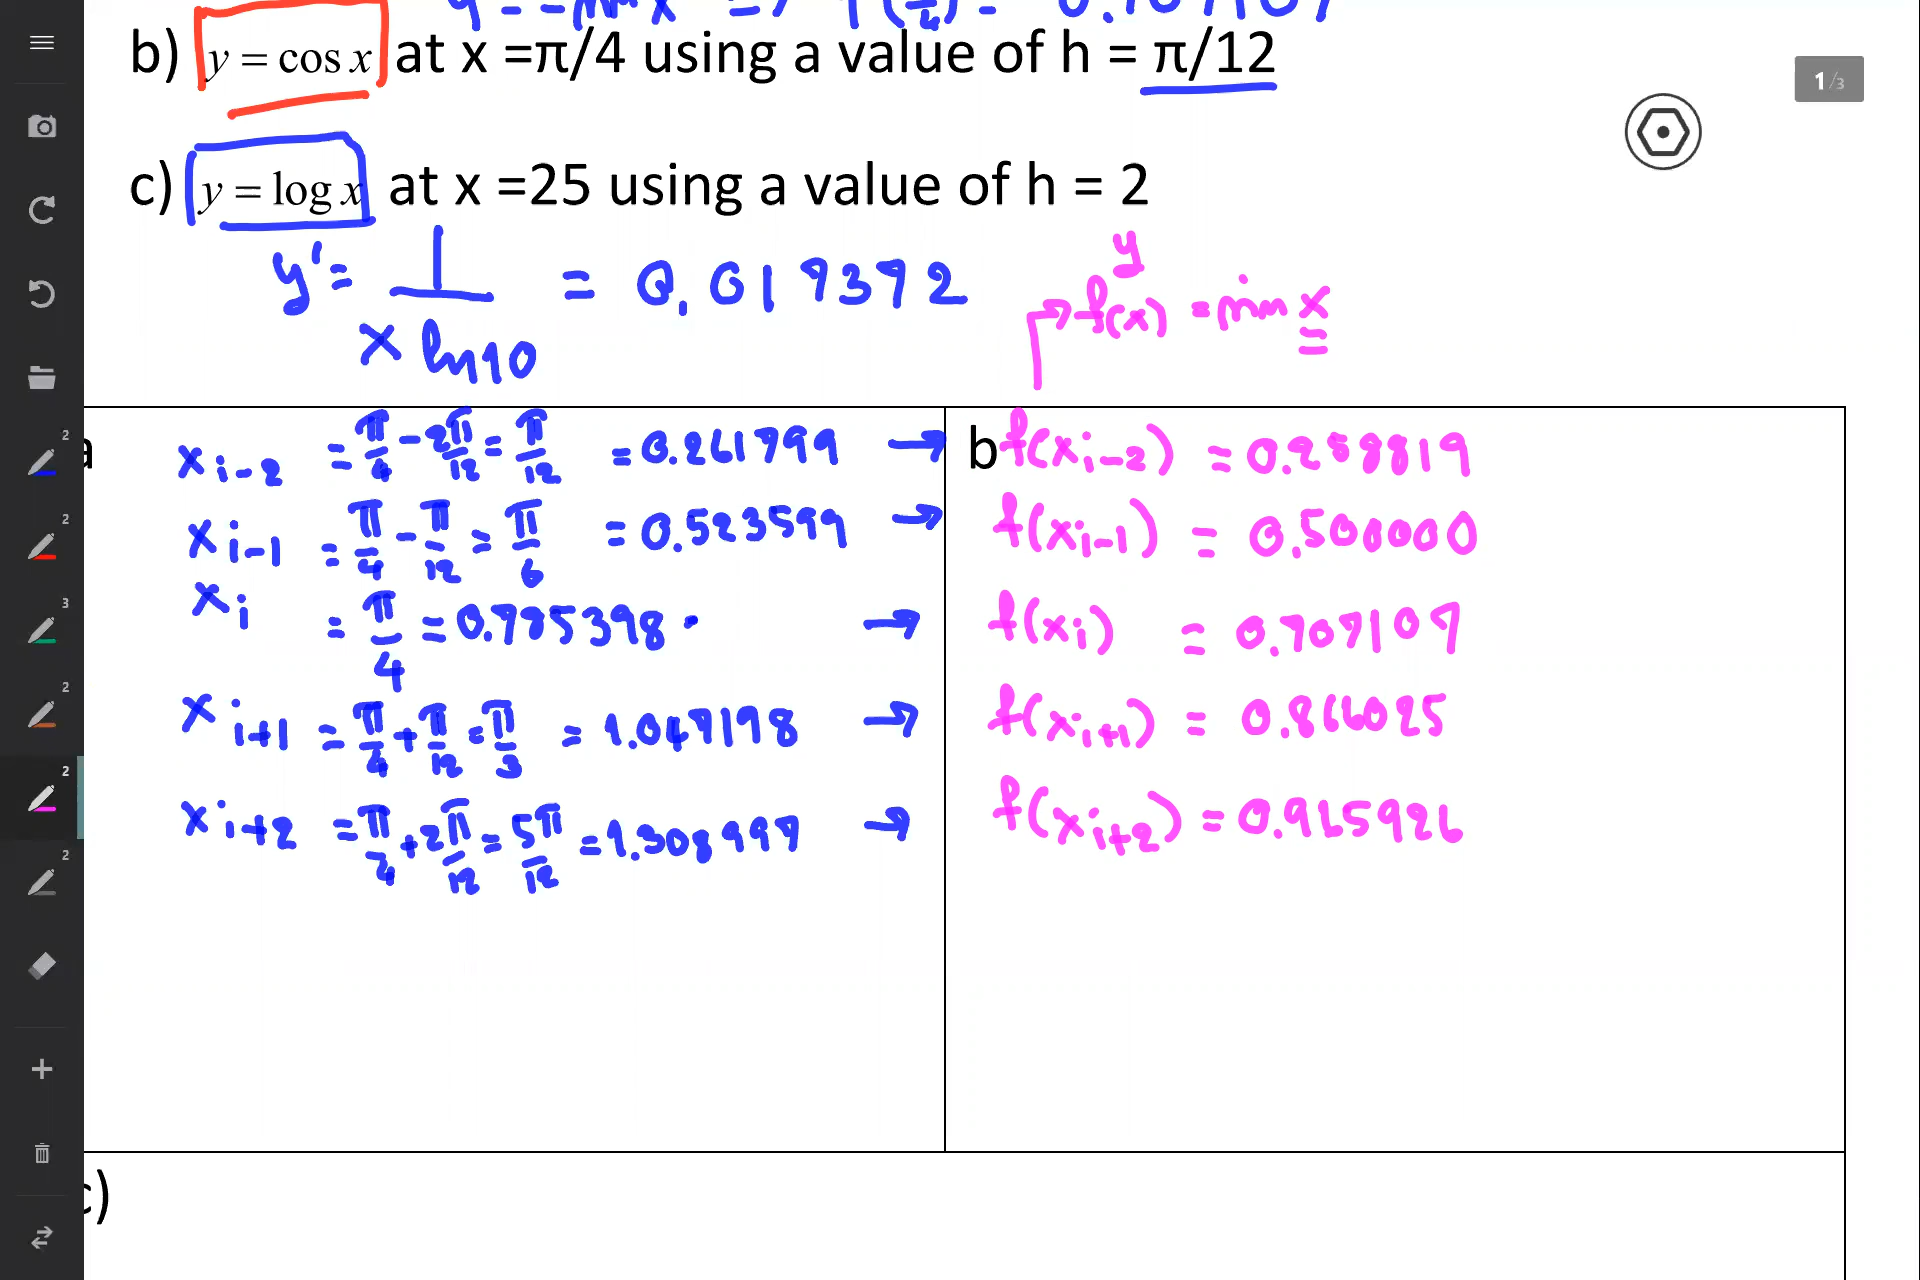 b) y = cos x at x =π/4 using a value of h = π/12
1/3
c) y = log x at x =25 using a value of h = 2
y' = 1/(x ln10) = 0.017372
y
f(x) = sin x
a
x_{i-2} = π/4 - 2π/12 = π/12 = 0.261799 →
b f(x_{i-2}) = 0.258819
x_{i-1} = π/4 - π/12 = π/6 = 0.523599 →
f(x_{i-1}) = 0.500000
x_i = π/4 = 0.785398 →
f(x_i) = 0.707107
x_{i+1} = π/4 + π/12 = π/3 = 1.047198 →
f(x_{i+1}) = 0.866025
x_{i+2} = π/4 + 2π/12 = 5π/12 = 1.308997 →
f(x_{i+2}) = 0.965926
c)